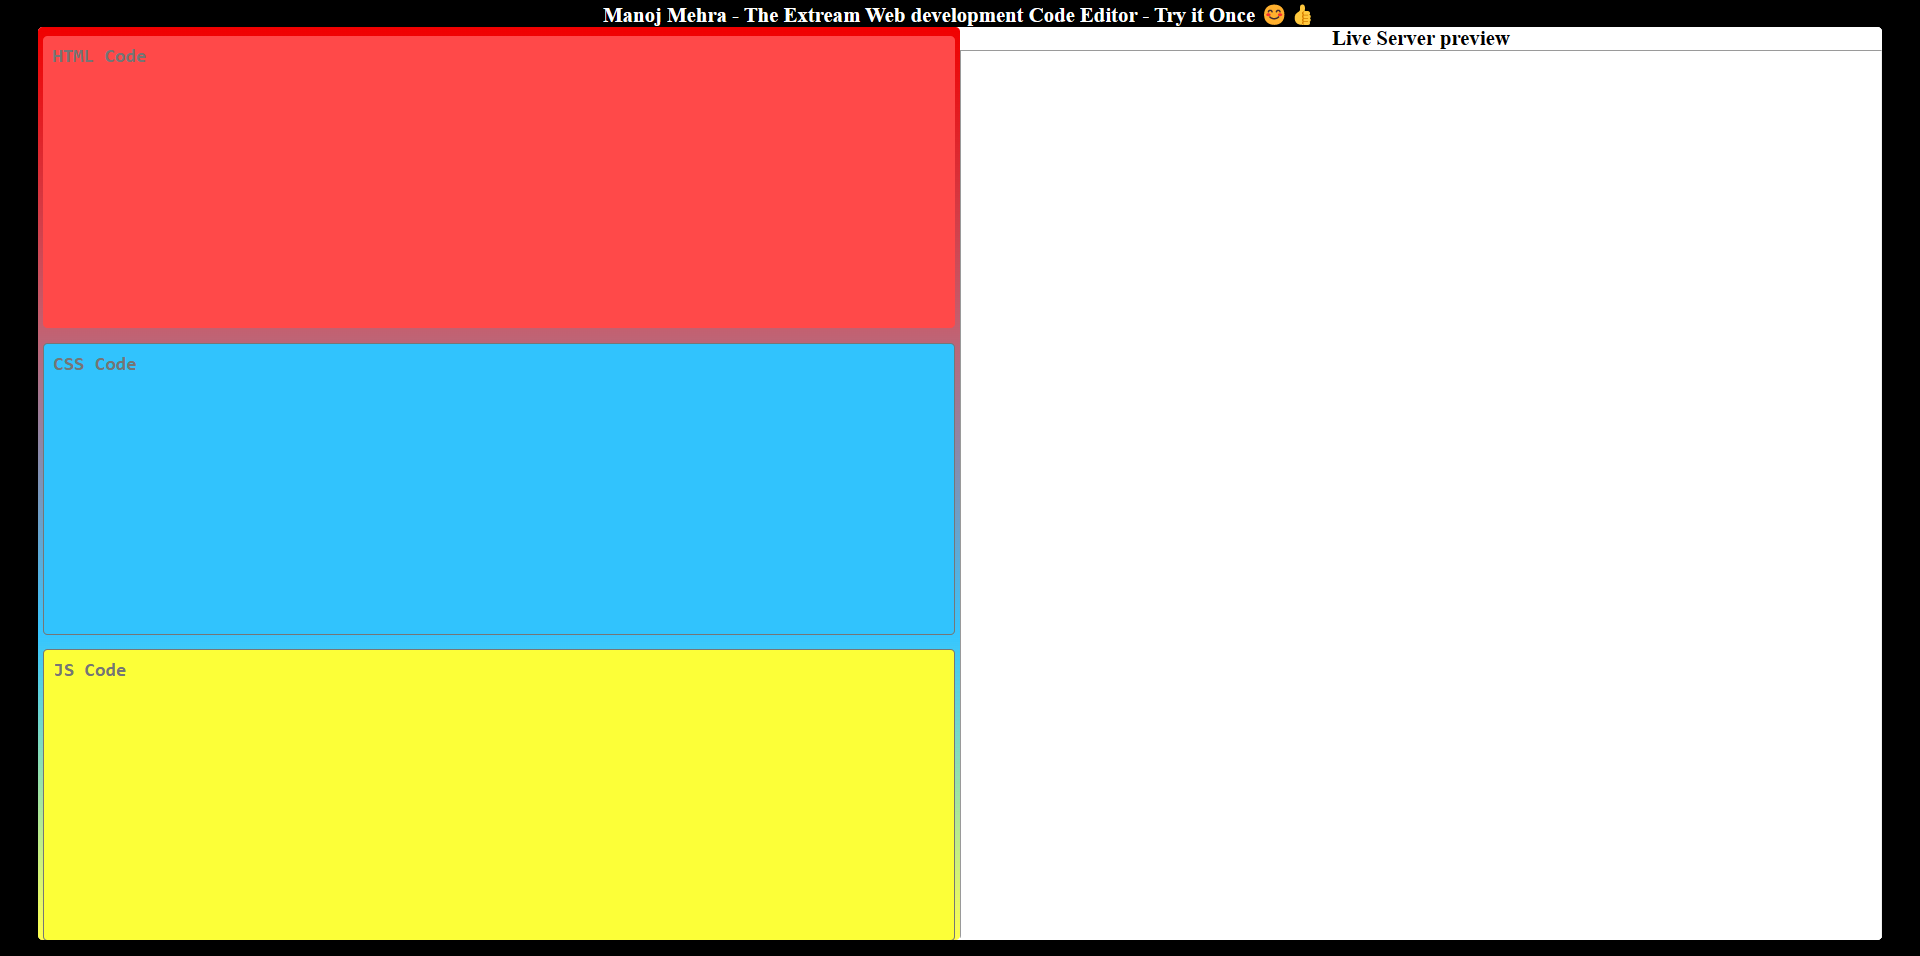 Manoj Mehra - The Extream Web development Code Editor - Try it Once 😊 👍
HTML Code
CSS Code
JS Code
Live Server preview